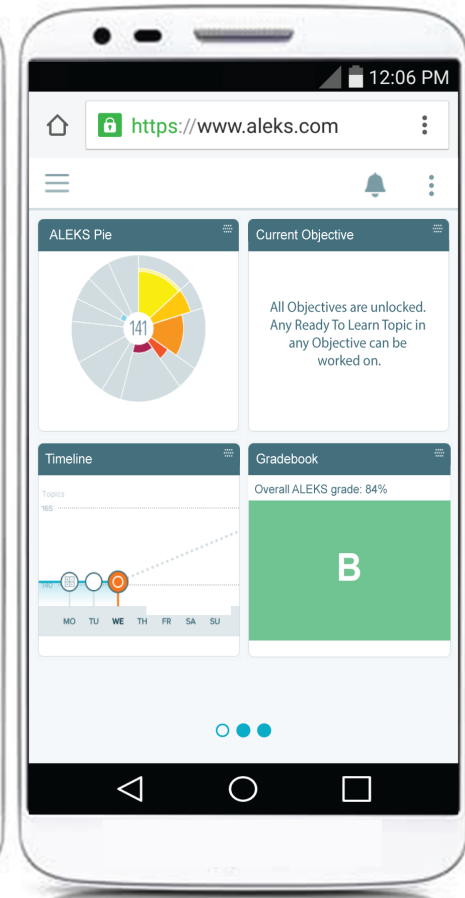 12:06 PM
https://www.aleks.com
ALEKS Pie
141
Current Objective
All Objectives are unlocked.
Any Ready To Learn Topic in
any Objective can be
worked on.
Timeline
Topics
165
140
MO TU WE TH FR SA SU
Gradebook
Overall ALEKS grade: 84%
B